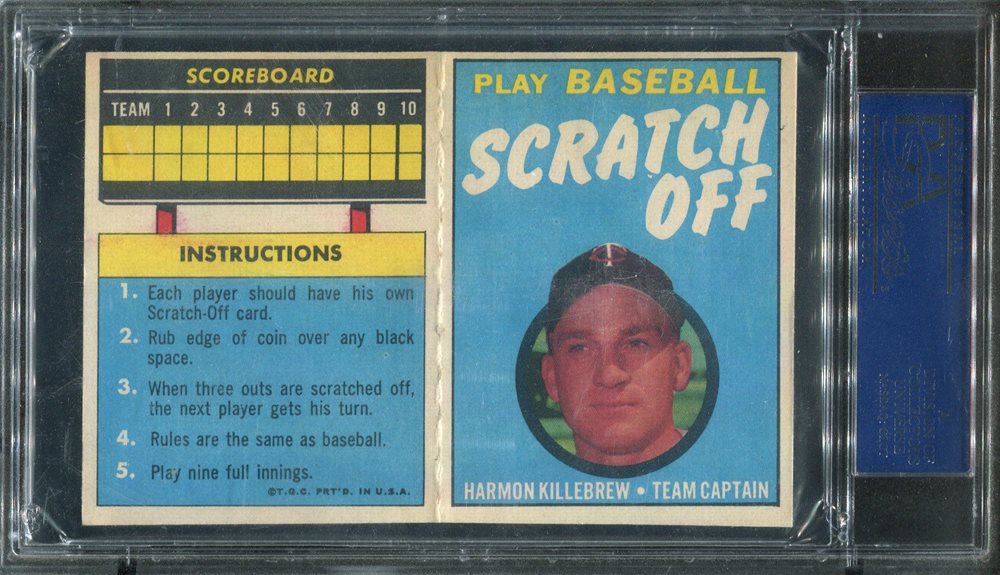 SCOREBOARD
TEAM 1 2 3 4 5 6 7 8 9 10
INSTRUCTIONS
1. Each player should have his own
Scratch-Off card.
2. Rub edge of coin over any black
space.
3. When three outs are scratched off,
the next player gets his turn.
4. Rules are the same as baseball.
5. Play nine full innings.
©T.G.C. PRT'D. IN U.S.A.
PLAY BASEBALL
SCRATCH
OFF
TC
HARMON KILLEBREW • TEAM CAPTAIN